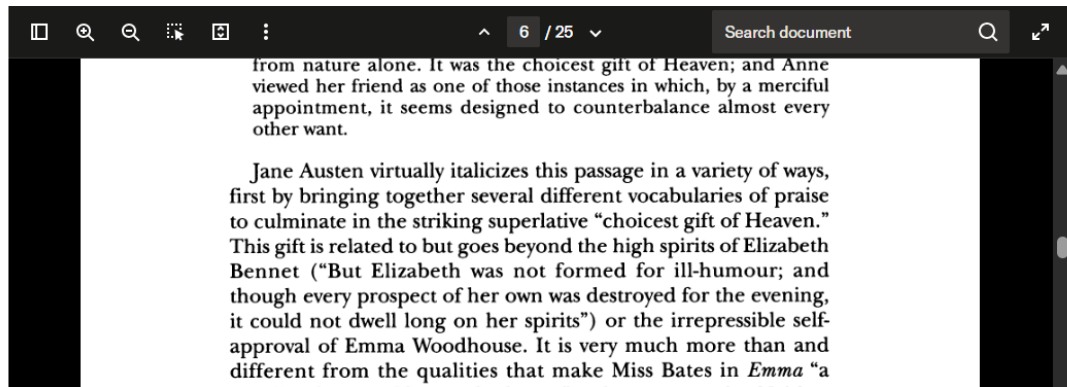 6 / 25 Search document
from nature alone. It was the choicest gift of Heaven; and Anne
viewed her friend as one of those instances in which, by a merciful
appointment, it seems designed to counterbalance almost every
other want.
Jane Austen virtually italicizes this passage in a variety of ways,
first by bringing together several different vocabularies of praise
to culminate in the striking superlative “choicest gift of Heaven.”
This gift is related to but goes beyond the high spirits of Elizabeth
Bennet (“But Elizabeth was not formed for ill-humour; and
though every prospect of her own was destroyed for the evening,
it could not dwell long on her spirits”) or the irrepressible self-
approval of Emma Woodhouse. It is very much more than and
different from the qualities that make Miss Bates in Emma “a